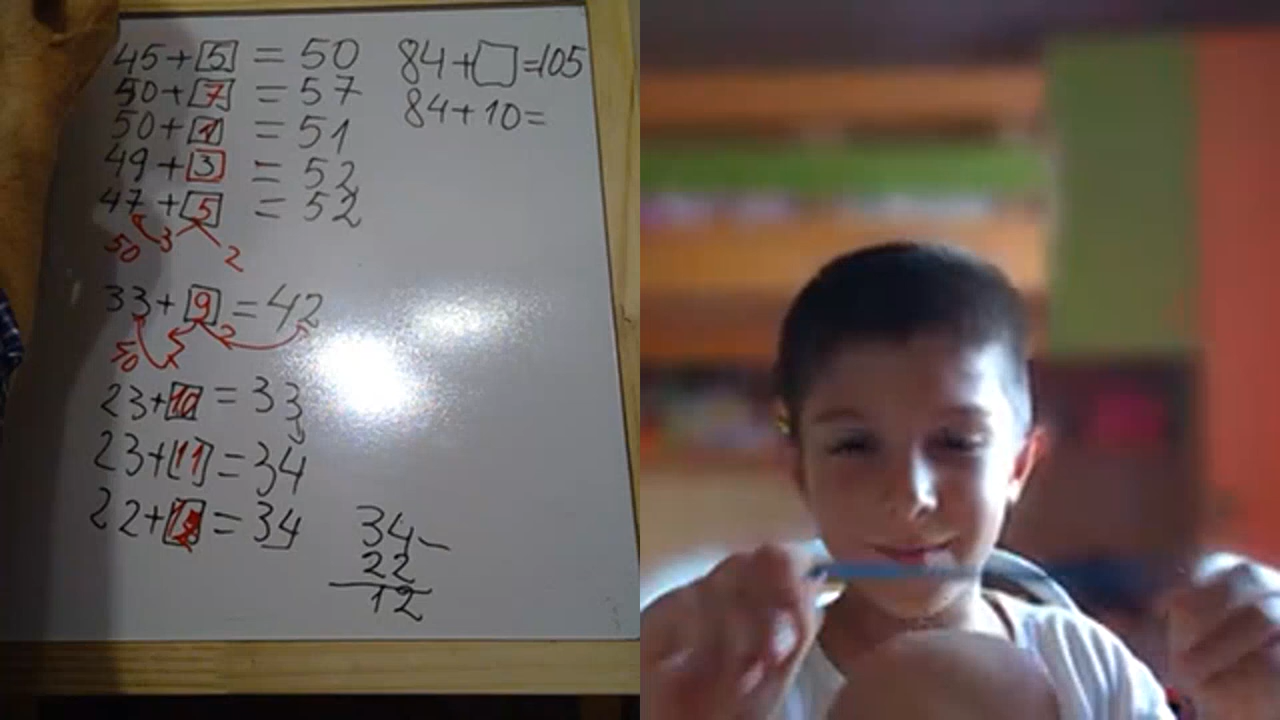 45+5 = 50
50+7 = 57
50+1 = 51
49+3 = 52
47+5 = 52
50 3 2
33+9 = 42
50 2
23+10 = 33
23+11 = 34
22+ = 34
34-
22
12
84+□=105
84+10=